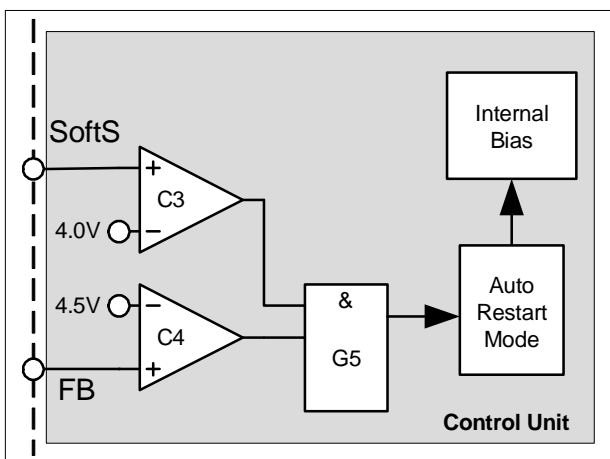 Internal
Bias
SoftS
+
C3
4.0V
−
4.5V
−
C4
+
FB
&
G5
Auto
Restart
Mode
Control Unit